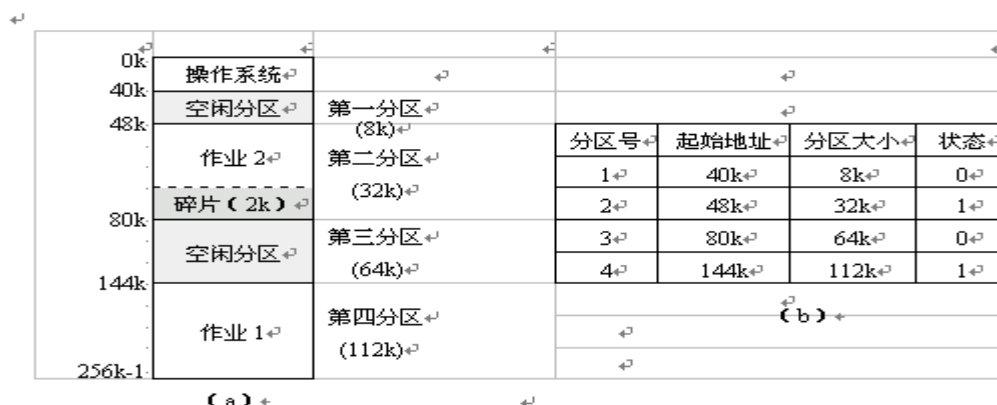 0k
操作系统
40k
空闲分区 第一分区
48k (8k)
分区号 起始地址 分区大小 状态
作业 2 第二分区
1 40k 8k 0
(32k)
碎片(2k)
2 48k 32k 1
80k
空闲分区 第三分区
3 80k 64k 0
(64k)
4 144k 112k 1
144k
作业 1 第四分区
(b)
(112k)
256k-1
(a)